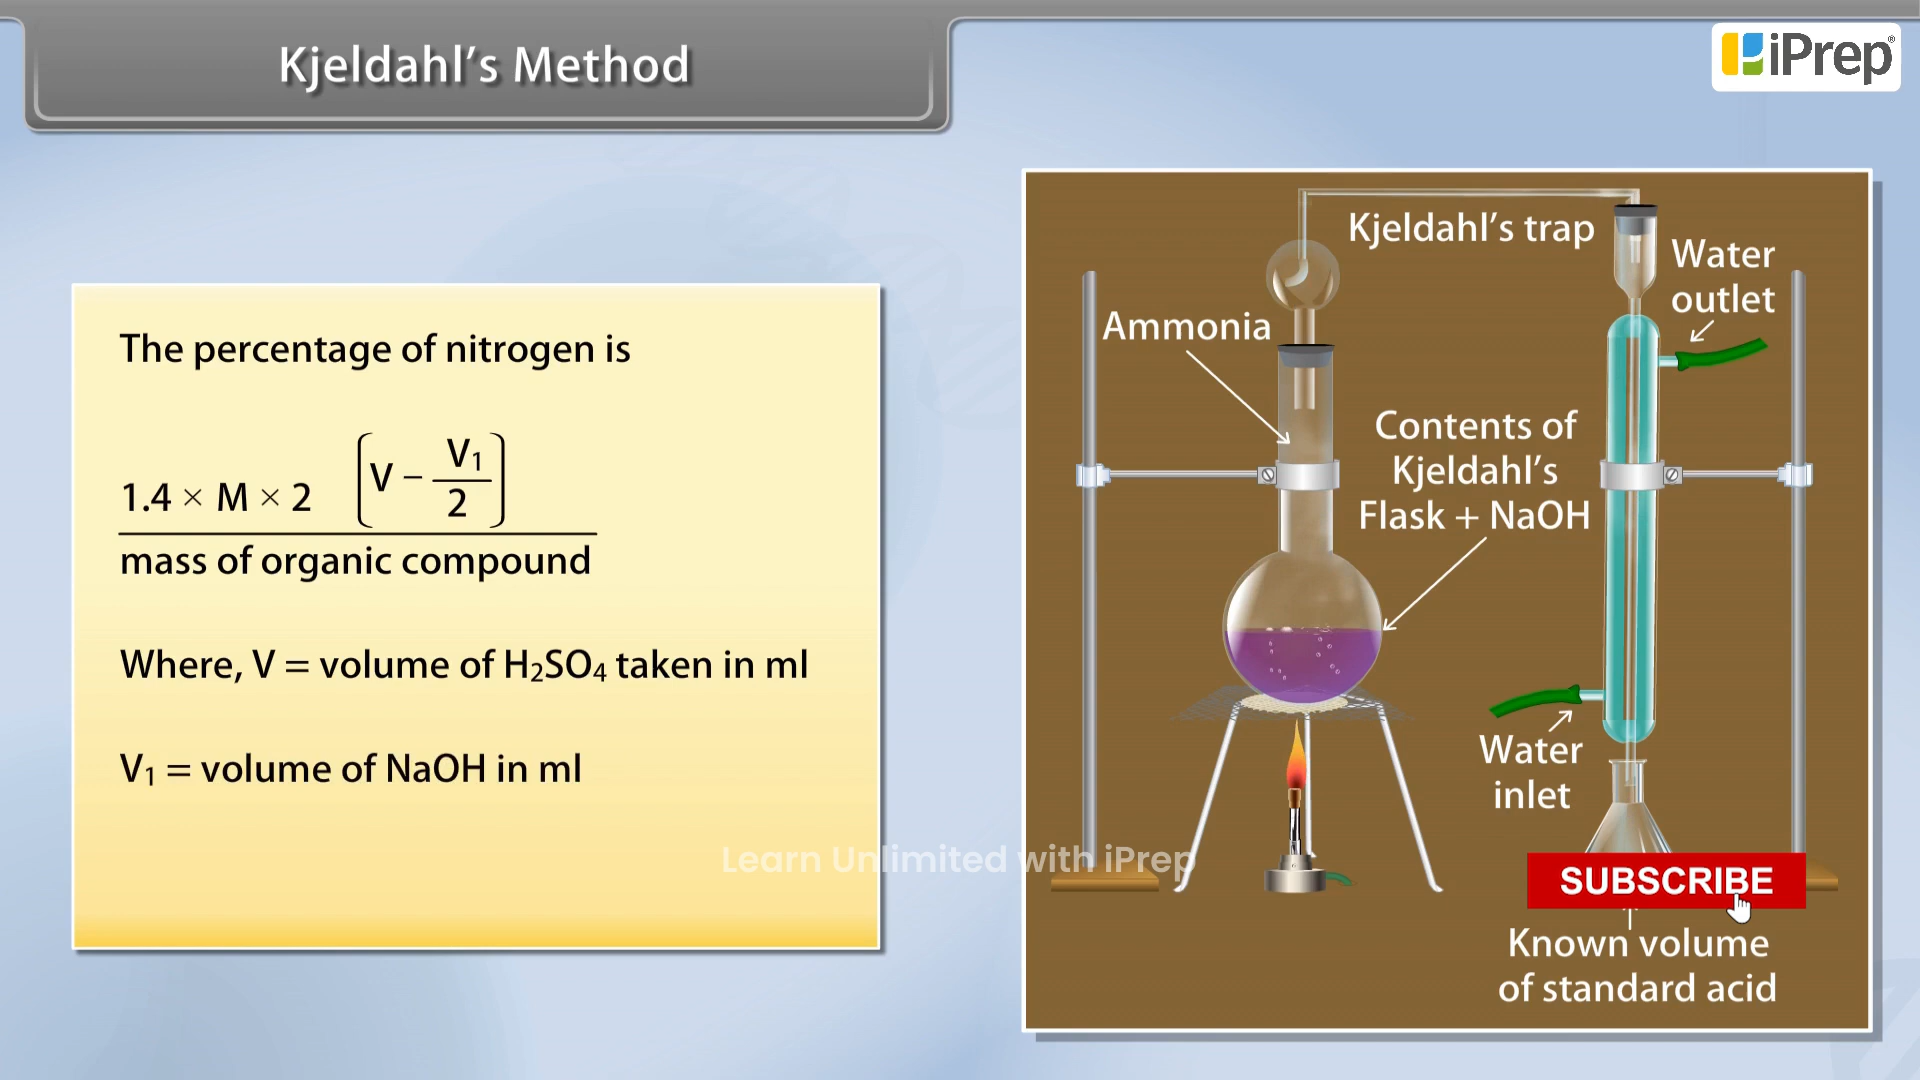 Kjeldahl’s Method
iPrep®
The percentage of nitrogen is
1.4 × M × 2 [V − V₁/2]
mass of organic compound
Where, V = volume of H₂SO₄ taken in ml
V₁ = volume of NaOH in ml
Kjeldahl’s trap
Water
outlet
Ammonia
Contents of
Kjeldahl’s
Flask + NaOH
Water
inlet
Learn Unlimited with iPrep
SUBSCRIBE
Known volume
of standard acid